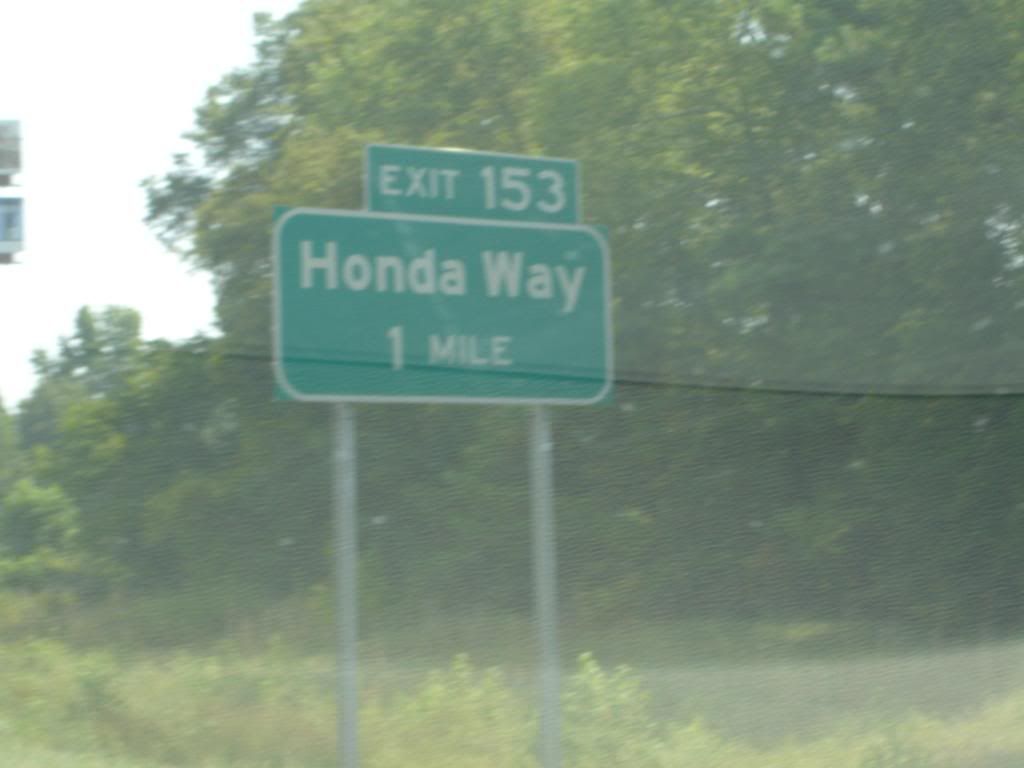 EXIT 153
Honda Way
1 MILE